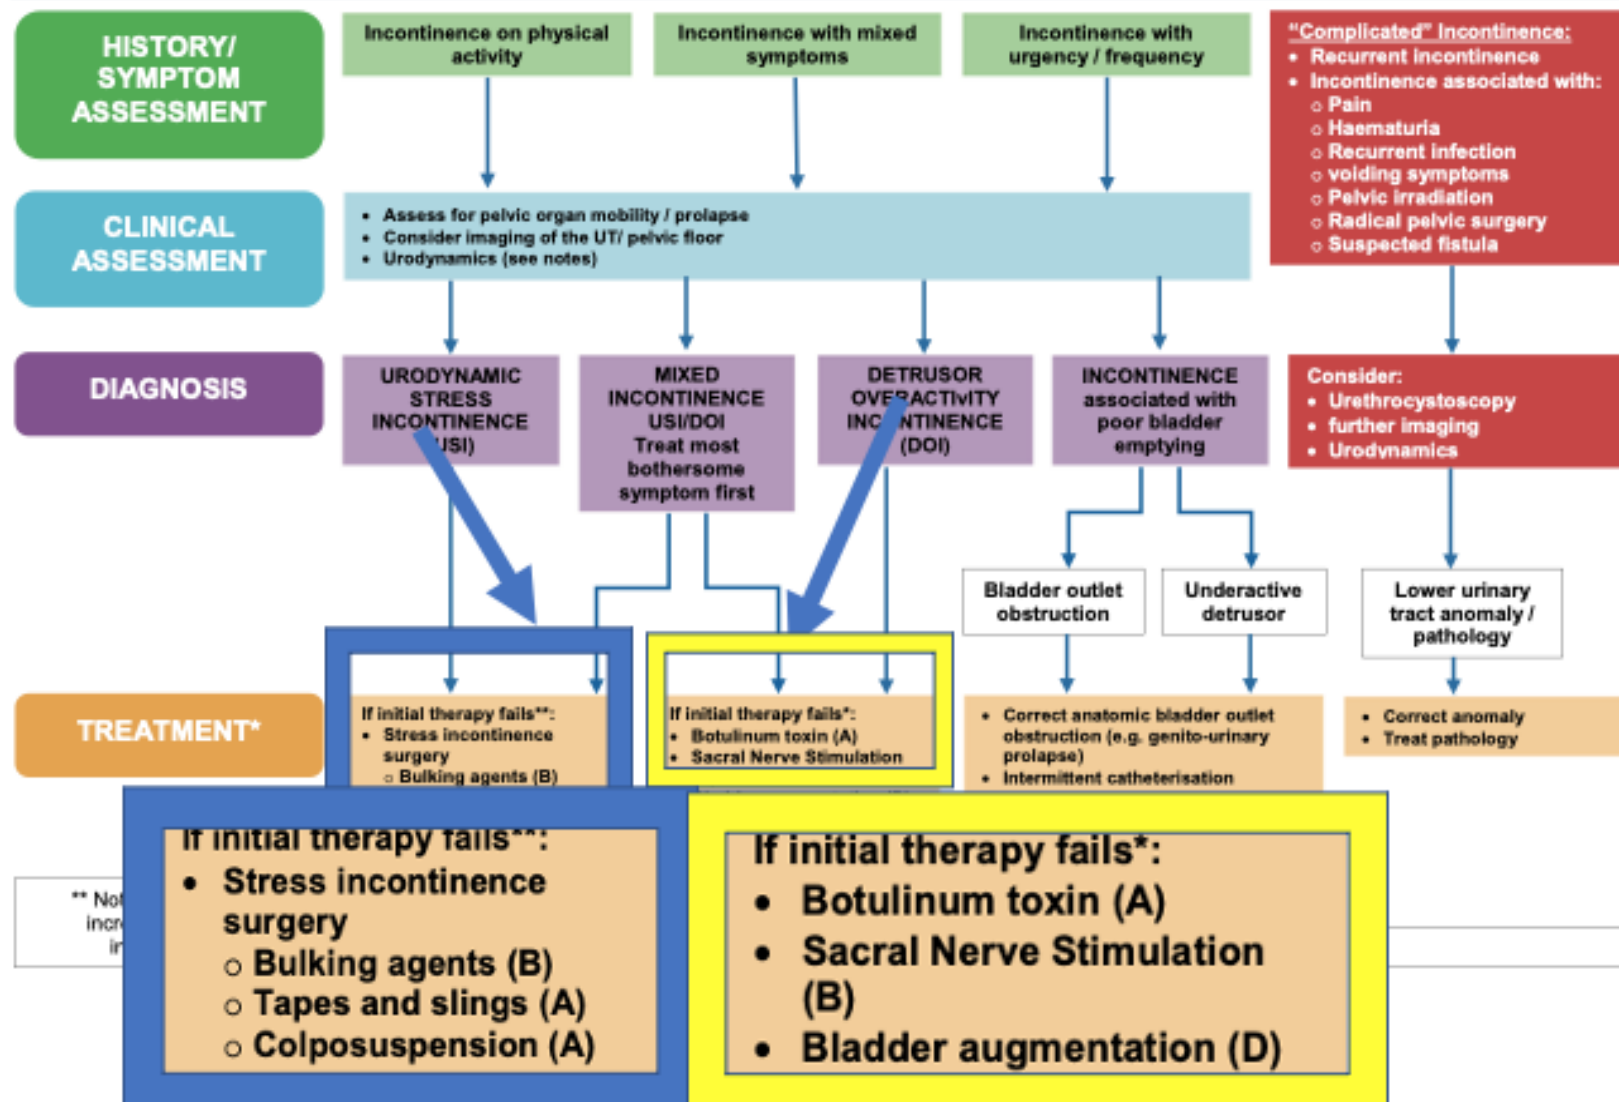 HISTORY/
SYMPTOM
ASSESSMENT
Incontinence on physical
activity
Incontinence with mixed
symptoms
Incontinence with
urgency / frequency
"Complicated" Incontinence:
• Recurrent incontinence
• Incontinence associated with:
o Pain
o Haematuria
o Recurrent infection
o voiding symptoms
o Pelvic irradiation
o Radical pelvic surgery
o Suspected fistula
CLINICAL
ASSESSMENT
• Assess for pelvic organ mobility / prolapse
• Consider imaging of the UT/ pelvic floor
• Urodynamics (see notes)
DIAGNOSIS
URODYNAMIC
STRESS
INCONTINENCE
(USI)
MIXED
INCONTINENCE
USI/DOI
Treat most
bothersome
symptom first
DETRUSOR
OVERACTIVITY
INCONTINENCE
(DOI)
INCONTINENCE
associated with
poor bladder
emptying
Consider:
• Urethrocystoscopy
• further imaging
• Urodynamics
Bladder outlet
obstruction
Underactive
detrusor
Lower urinary
tract anomaly /
pathology
TREATMENT*
If initial therapy fails**:
• Stress incontinence
surgery
o Bulking agents (B)
If initial therapy fails*:
• Botulinum toxin (A)
• Sacral Nerve Stimulation
• Correct anatomic bladder outlet
obstruction (e.g. genito-urinary
prolapse)
• Intermittent catheterisation
• Correct anomaly
• Treat pathology
If initial therapy fails**:
• Stress incontinence
surgery
o Bulking agents (B)
o Tapes and slings (A)
o Colposuspension (A)
If initial therapy fails*:
• Botulinum toxin (A)
• Sacral Nerve Stimulation
(B)
• Bladder augmentation (D)